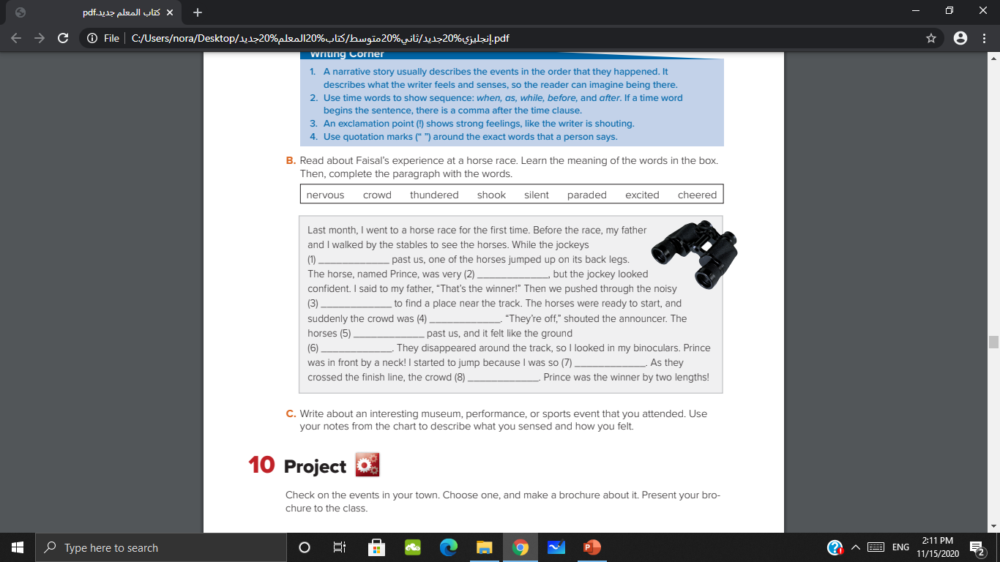 كتاب المعلم جديد.pdf
File C:/Users/nora/Desktop/إنجليزي%20جديد/ثاني%20متوسط/كتاب%20المعلم%20جديد.pdf
Writing Corner
1. A narrative story usually describes the events in the order that they happened. It
describes what the writer feels and senses, so the reader can imagine being there.
2. Use time words to show sequence: when, as, while, before, and after. If a time word
begins the sentence, there is a comma after the time clause.
3. An exclamation point (!) shows strong feelings, like the writer is shouting.
4. Use quotation marks (“ ”) around the exact words that a person says.
B. Read about Faisal’s experience at a horse race. Learn the meaning of the words in the box.
Then, complete the paragraph with the words.
nervous crowd thundered shook silent paraded excited cheered
Last month, I went to a horse race for the first time. Before the race, my father
and I walked by the stables to see the horses. While the jockeys
(1) ____________ past us, one of the horses jumped up on its back legs.
The horse, named Prince, was very (2) ____________, but the jockey looked
confident. I said to my father, “That’s the winner!” Then we pushed through the noisy
(3) ____________ to find a place near the track. The horses were ready to start, and
suddenly the crowd was (4) ____________. “They’re off,” shouted the announcer. The
horses (5) ____________ past us, and it felt like the ground
(6) ____________. They disappeared around the track, so I looked in my binoculars. Prince
was in front by a neck! I started to jump because I was so (7) ____________. As they
crossed the finish line, the crowd (8) ____________. Prince was the winner by two lengths!
C. Write about an interesting museum, performance, or sports event that you attended. Use
your notes from the chart to describe what you sensed and how you felt.
10 Project
Check on the events in your town. Choose one, and make a brochure about it. Present your bro-
chure to the class.
Type here to search
ENG
2:11 PM
11/15/2020
2